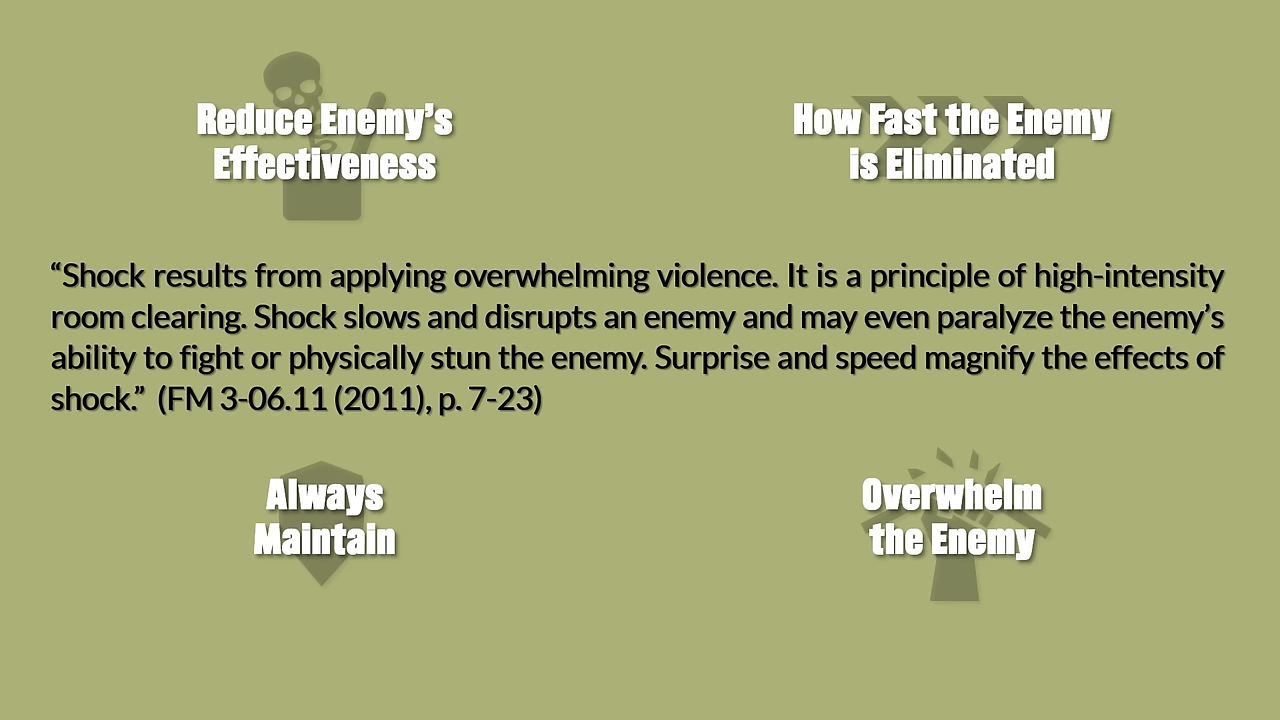 Reduce Enemy’s
Effectiveness
How Fast the Enemy
is Eliminated
“Shock results from applying overwhelming violence. It is a principle of high-intensity
room clearing. Shock slows and disrupts an enemy and may even paralyze the enemy’s
ability to fight or physically stun the enemy. Surprise and speed magnify the effects of
shock.” (FM 3-06.11 (2011), p. 7-23)
Always
Maintain
Overwhelm
the Enemy